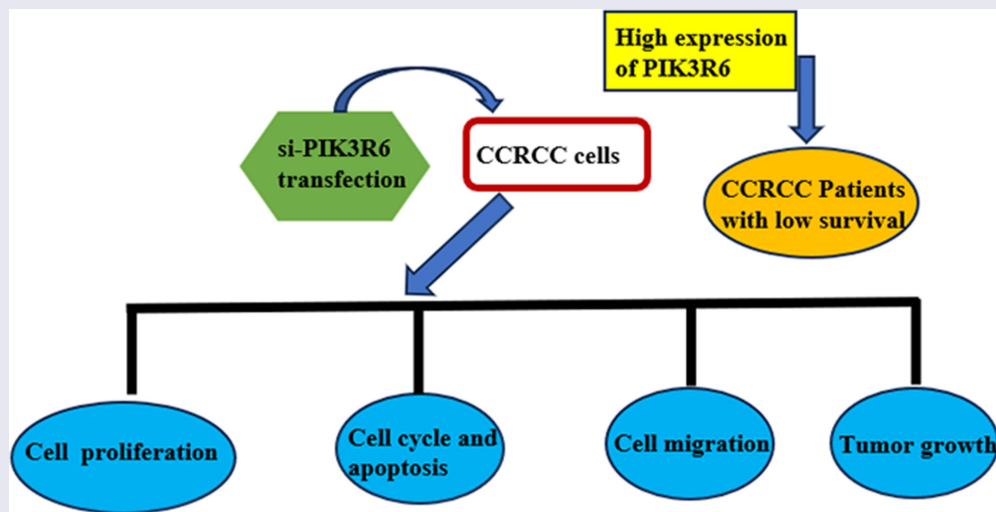 High expression
of PIK3R6
si-PIK3R6
transfection
CCRCC cells
CCRCC Patients
with low survival
Cell proliferation
Cell cycle and
apoptosis
Cell migration
Tumor growth